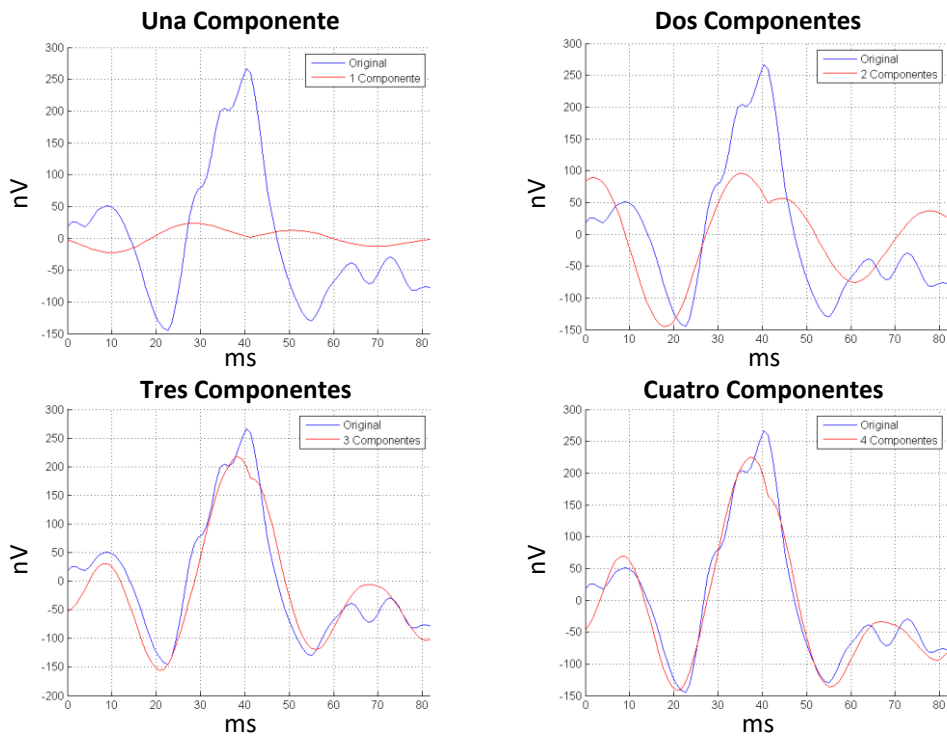 Una Componente
300
250
200
150
100
50
0
-50
-100
-150
0 10 20 30 40 50 60 70 80
nV
ms
Original
1 Componente
Dos Componentes
300
250
200
150
100
50
0
-50
-100
-150
0 10 20 30 40 50 60 70 80
nV
ms
Original
2 Componentes
Tres Componentes
300
250
200
150
100
50
0
-50
-100
-150
-200
0 10 20 30 40 50 60 70 80
nV
ms
Original
3 Componentes
Cuatro Componentes
300
250
200
150
100
50
0
-50
-100
-150
0 10 20 30 40 50 60 70 80
nV
ms
Original
4 Componentes